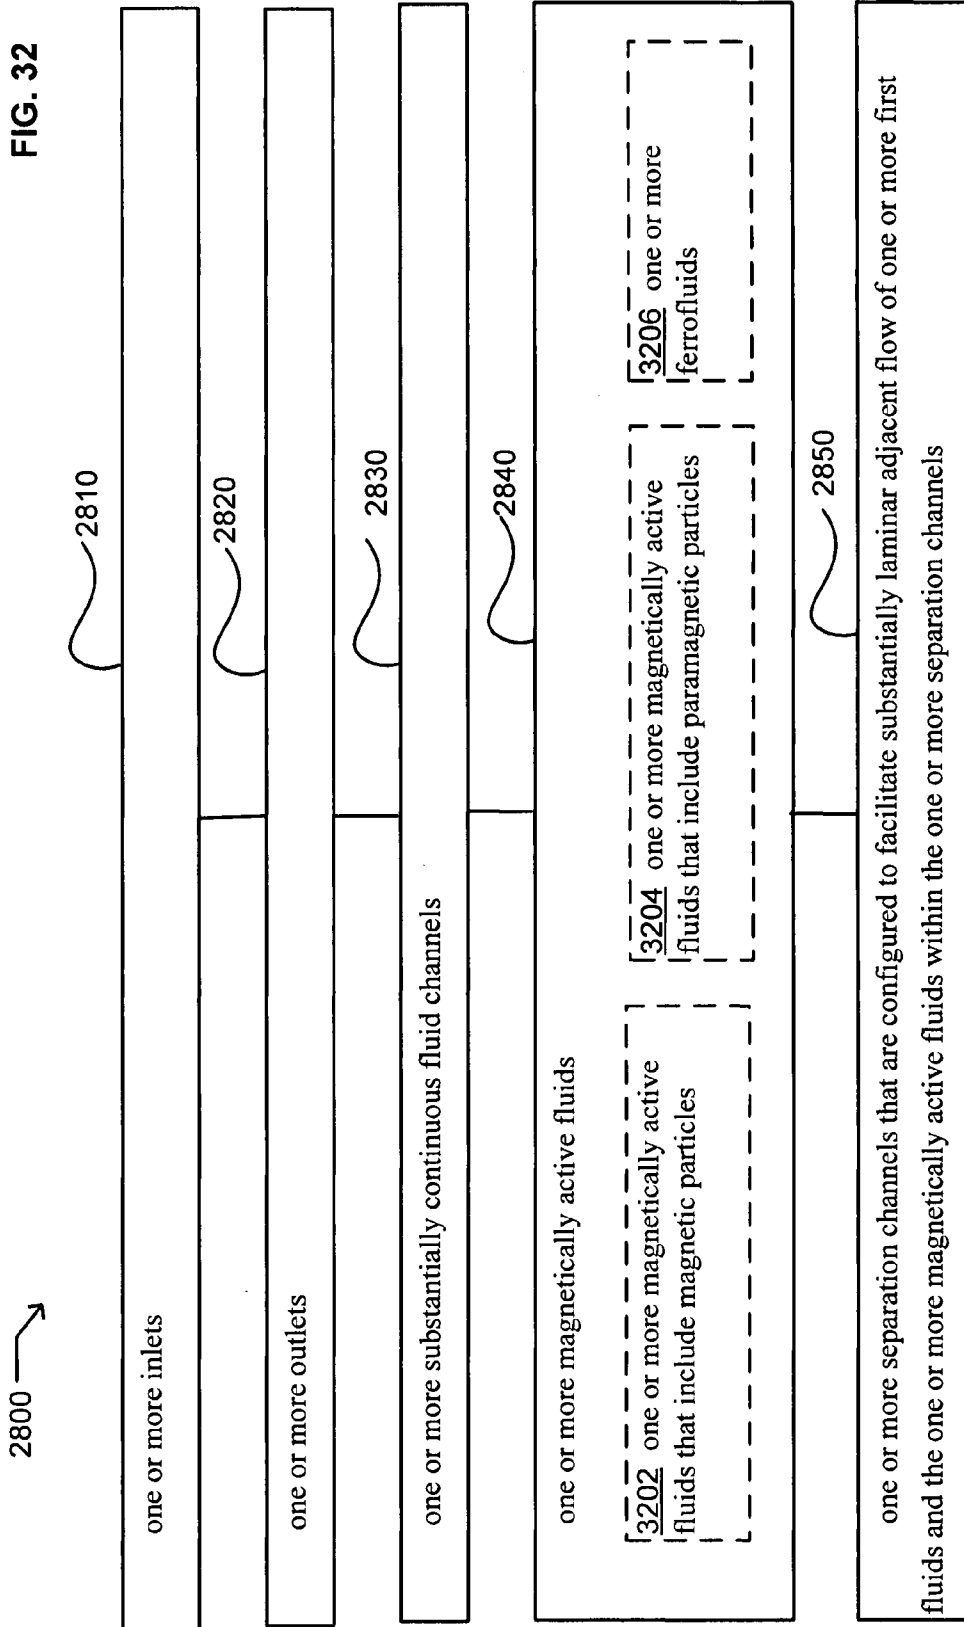 FIG. 32
2800
2810
one or more inlets
2820
one or more outlets
2830
one or more substantially continuous fluid channels
2840
one or more magnetically active fluids
3202 one or more magnetically active
fluids that include magnetic particles
3204 one or more magnetically active
fluids that include paramagnetic particles
3206 one or more
ferrofluids
2850
one or more separation channels that are configured to facilitate substantially laminar adjacent flow of one or more first
fluids and the one or more magnetically active fluids within the one or more separation channels